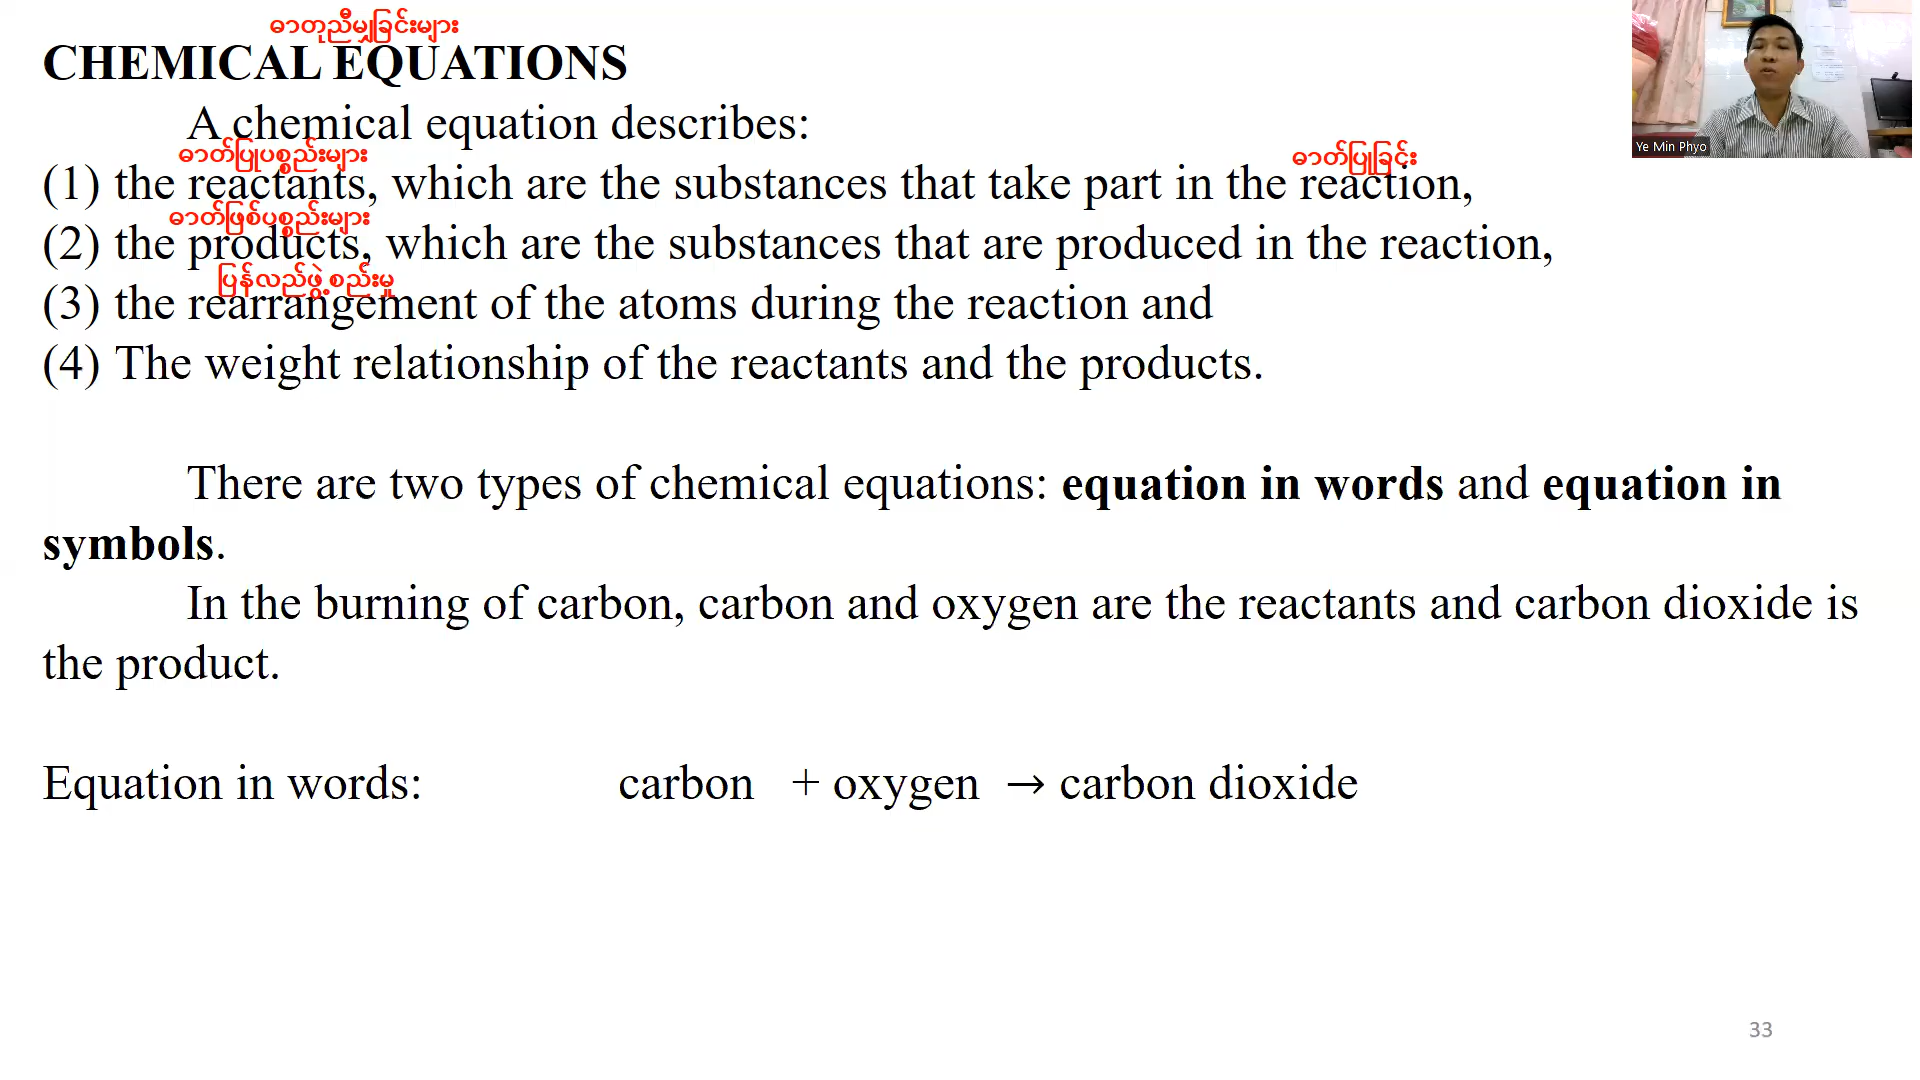 ဓာတုညီမျှခြင်းများ
CHEMICAL EQUATIONS
A chemical equation describes:
ဓာတ်ပြုပစ္စည်းများ ဓာတ်ပြုခြင်း
(1) the reactants, which are the substances that take part in the reaction,
ဓာတ်ဖြစ်ပစ္စည်းများ
(2) the products, which are the substances that are produced in the reaction,
ပြန်လည်ဖွဲ့စည်းမှု
(3) the rearrangement of the atoms during the reaction and
(4) The weight relationship of the reactants and the products.
There are two types of chemical equations: equation in words and equation in
symbols.
In the burning of carbon, carbon and oxygen are the reactants and carbon dioxide is
the product.
Equation in words: carbon + oxygen → carbon dioxide
33
Ye Min Phyo